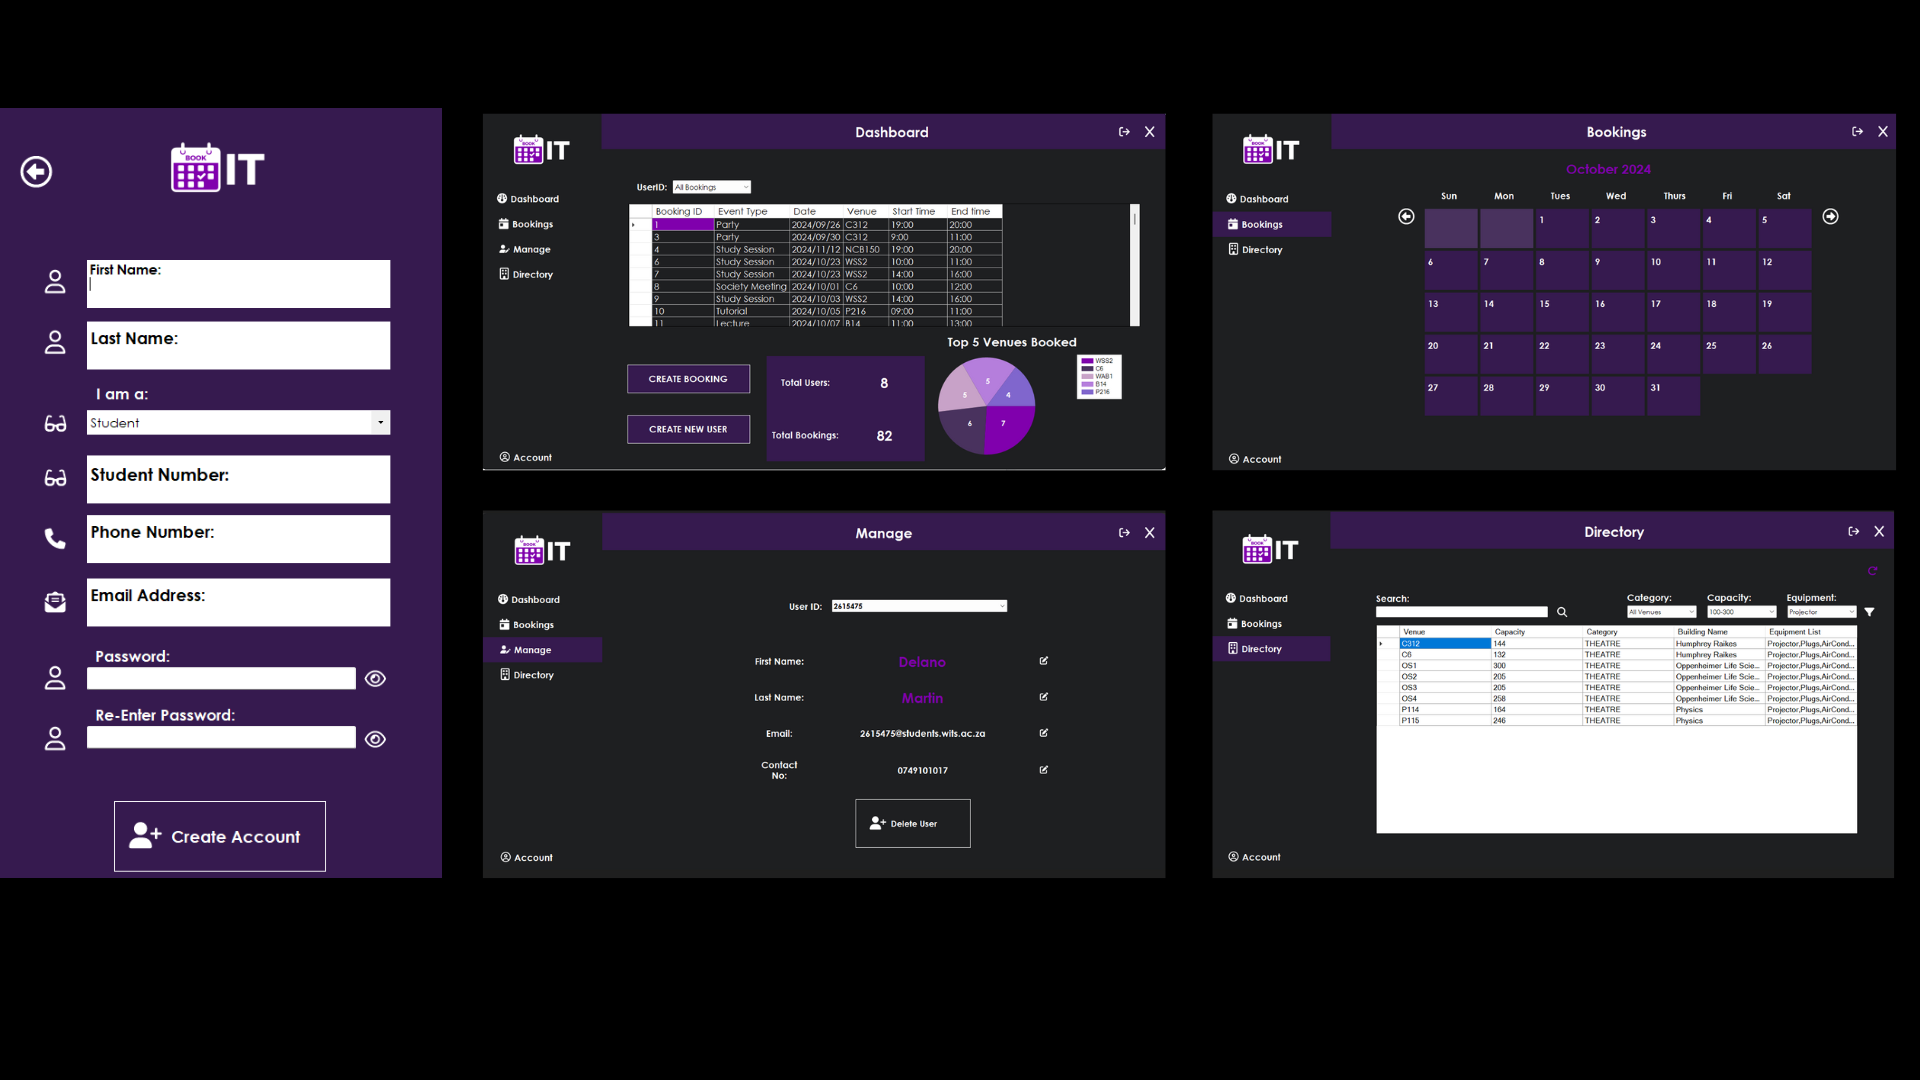 BOOK
IT
First Name:
Last Name:
I am a:
Student
Student Number:
Phone Number:
Email Address:
Password:
Re-Enter Password:
Create Account
BOOK
IT
Dashboard
Dashboard
Bookings
Manage
Directory
Account
UserID: All Bookings
Booking ID Event Type Date Venue Start Time End time
1 Party 2024/09/26 C312 19:00 20:00
3 Party 2024/09/30 C312 9:00 11:00
4 Study Session 2024/11/12 NCB150 19:00 20:00
6 Study Session 2024/10/23 WSS2 10:00 11:00
7 Study Session 2024/10/23 WSS2 14:00 16:00
8 Society Meeting 2024/10/01 C6 10:00 12:00
9 Study Session 2024/10/03 WSS2 14:00 16:00
10 Tutorial 2024/10/05 P216 09:00 11:00
11 Lecture 2024/10/07 B14 11:00 13:00
CREATE BOOKING
CREATE NEW USER
Total Users: 8
Total Bookings: 82
Top 5 Venues Booked
5
5
4
6
7
WSS2
C6
WAB1
B14
P216
BOOK
IT
Bookings
X
Dashboard
Bookings
Directory
Account
October 2024
Sun Mon Tues Wed Thurs Fri Sat
1 2 3 4 5
6 7 8 9 10 11 12
13 14 15 16 17 18 19
20 21 22 23 24 25 26
27 28 29 30 31
BOOK
IT
Manage
X
Dashboard
Bookings
Manage
Directory
Account
User ID: 2615475
First Name: Delano
Last Name: Martin
Email: 2615475@students.wits.ac.za
Contact
No: 0749101017
Delete User
BOOK
IT
Directory
X
Dashboard
Bookings
Directory
Account
Search:
Category: Capacity: Equipment:
All Venues 100-300 Projector
Venue Capacity Category Building Name Equipment List
C312 144 THEATRE Humphrey Raikes Projector,Plugs,AirCond...
C6 132 THEATRE Humphrey Raikes Projector,Plugs,AirCond...
OS1 300 THEATRE Oppenheimer Life Scie... Projector,Plugs,AirCond...
OS2 205 THEATRE Oppenheimer Life Scie... Projector,Plugs,AirCond...
OS3 205 THEATRE Oppenheimer Life Scie... Projector,Plugs,AirCond...
OS4 258 THEATRE Oppenheimer Life Scie... Projector,Plugs,AirCond...
P114 164 THEATRE Physics Projector,Plugs,AirCond...
P115 246 THEATRE Physics Projector,Plugs,AirCond...